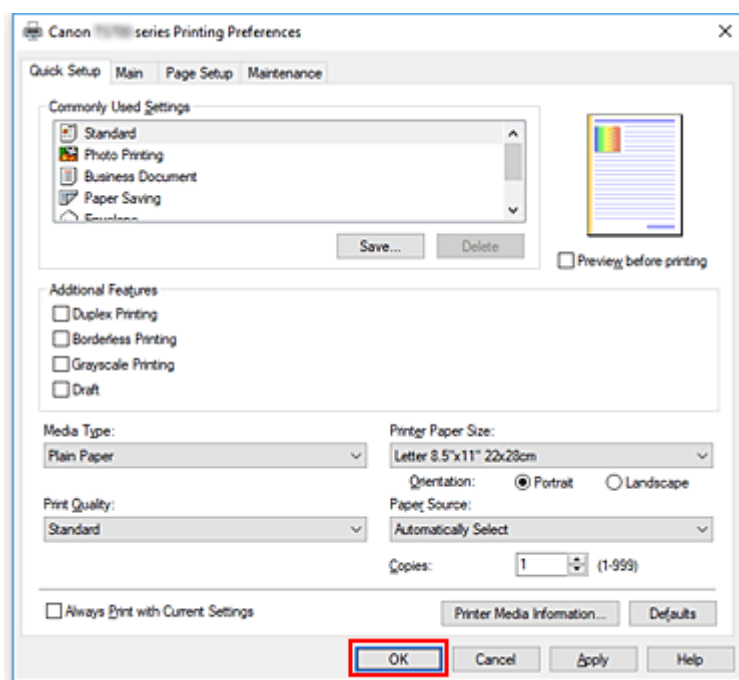 Canon series Printing Preferences
Quick Setup Main Page Setup Maintenance
Commonly Used Settings
Standard
Photo Printing
Business Document
Paper Saving
Envelope
Save... Delete
Preview before printing
Additional Features
Duplex Printing
Borderless Printing
Grayscale Printing
Draft
Media Type: Printer Paper Size:
Plain Paper Letter 8.5"x11" 22x28cm
Orientation: Portrait Landscape
Print Quality: Paper Source:
Standard Automatically Select
Copies: 1 (1-999)
Always Print with Current Settings Printer Media Information... Defaults
OK Cancel Apply Help